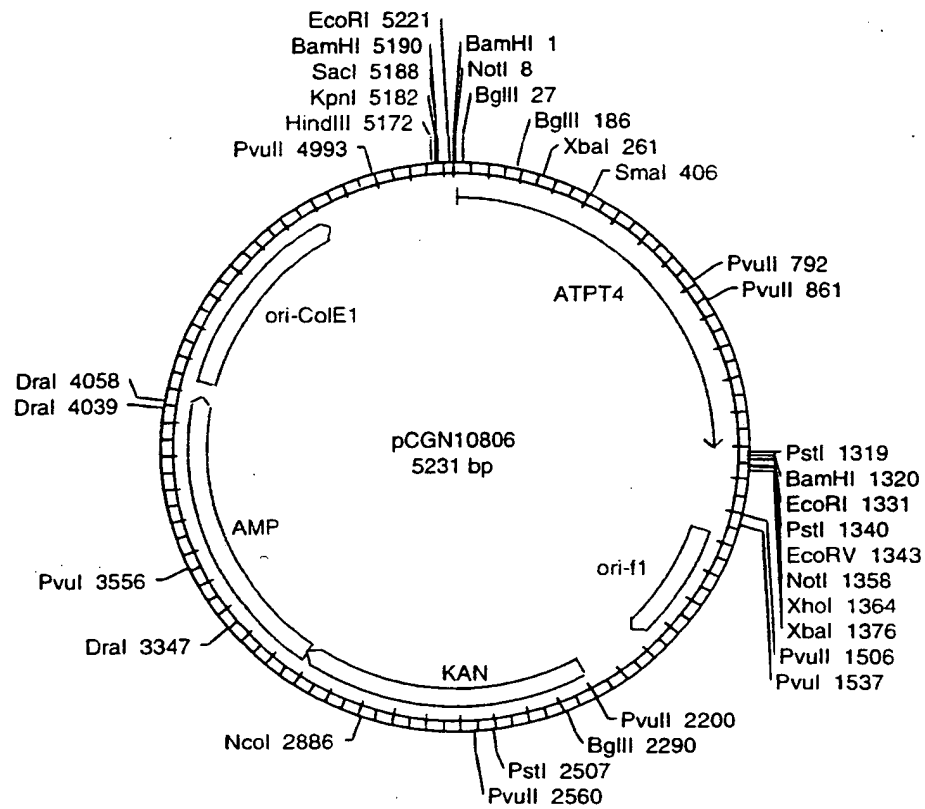 EcoRI 5221
BamHI 5190
SacI 5188
KpnI 5182
HindIII 5172
PvuII 4993
BamHI 1
NotI 8
BglII 27
BglII 186
XbaI 261
SmaI 406
PvuII 792
PvuII 861
ATPT4
ori-ColE1
DraI 4058
DraI 4039
pCGN10806
5231 bp
PstI 1319
BamHI 1320
EcoRI 1331
PstI 1340
EcoRV 1343
NotI 1358
XhoI 1364
XbaI 1376
PvuII 1506
PvuI 1537
AMP
ori-f1
PvuI 3556
DraI 3347
KAN
NcoI 2886
PvuII 2200
BglII 2290
PstI 2507
PvuII 2560